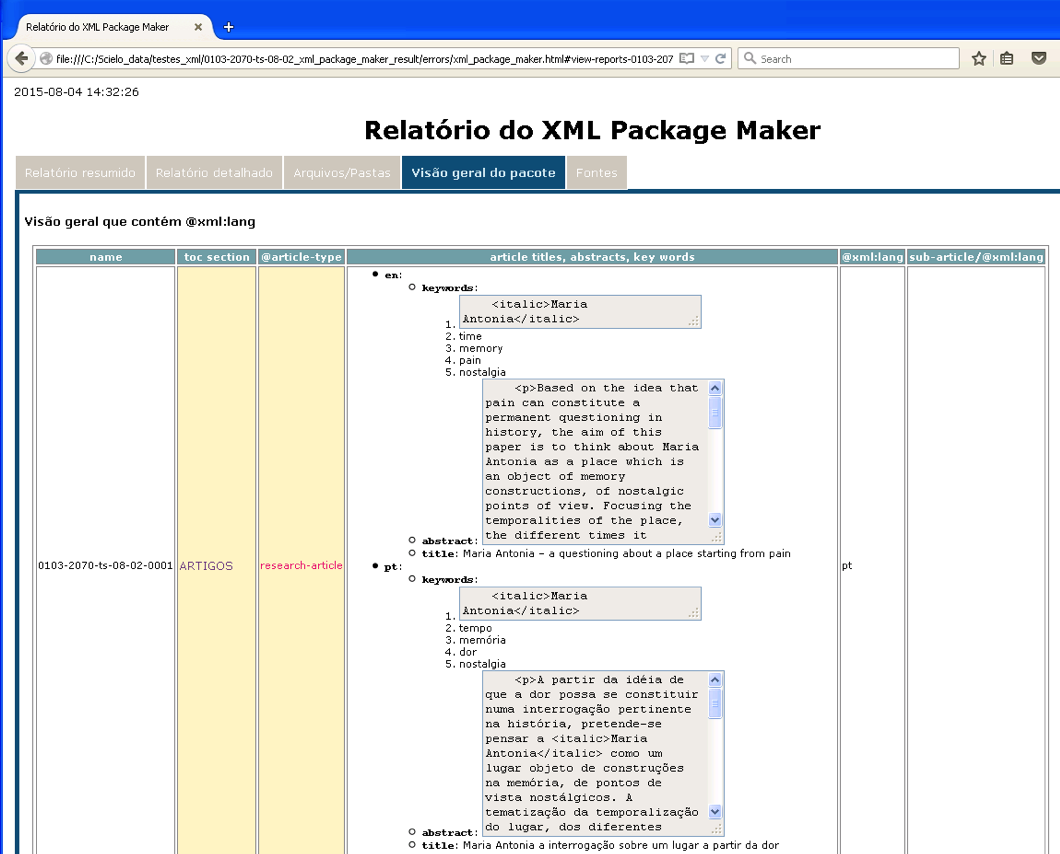 Relatório do XML Package Maker
file:///C:/Scielo_data/testes_xml/0103-2070-ts-08-02_xml_package_maker_result/errors/xml_package_maker.html#view-reports-0103-207
Search
2015-08-04 14:32:26
Relatório do XML Package Maker
Relatório resumido
Relatório detalhado
Arquivos/Pastas
Visão geral do pacote
Fontes
Visão geral que contém @xml:lang
name
toc section
@article-type
article titles, abstracts, key words
@xml:lang
sub-article/@xml:lang
0103-2070-ts-08-02-0001
ARTIGOS
research-article
en:
keywords:
1. <italic>Maria
Antonia</italic>
2. time
3. memory
4. pain
5. nostalgia
<p>Based on the idea that
pain can constitute a
permanent questioning in
history, the aim of this
paper is to think about Maria
Antonia as a place which is
an object of memory
constructions, of nostalgic
points of view. Focusing the
temporalities of the place,
the different times it
abstract:
title: Maria Antonia – a questioning about a place starting from pain
pt:
keywords:
1. <italic>Maria
Antonia</italic>
2. tempo
3. memória
4. dor
5. nostalgia
<p>A partir da idéia de
que a dor possa se constituir
numa interrogação pertinente
na história, pretende-se
pensar a <italic>Maria
Antonia</italic> como um
lugar objeto de construções
na memória, de pontos de
vista nostálgicos. A
tematização da temporalização
do lugar, dos diferentes
abstract:
title: Maria Antonia a interrogação sobre um lugar a partir da dor
pt